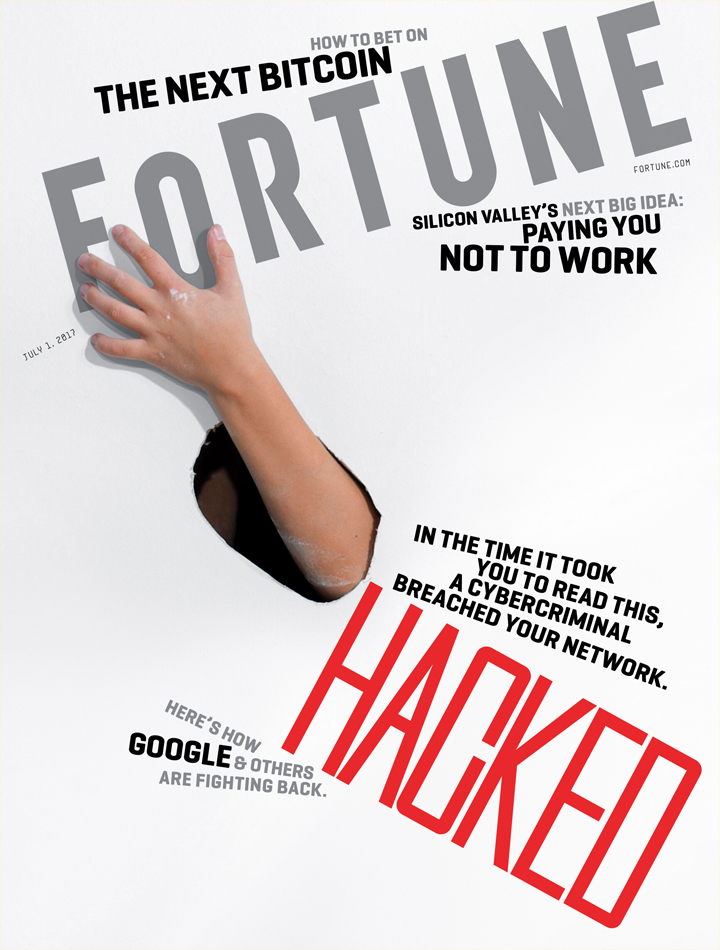 HOW TO BET ON
THE NEXT BITCOIN
FORTUNE
FORTUNE.COM
SILICON VALLEY'S NEXT BIG IDEA:
PAYING YOU
NOT TO WORK
JULY 1, 2017
IN THE TIME IT TOOK
YOU TO READ THIS,
A CYBERCRIMINAL
BREACHED YOUR NETWORK.
HACKED
HERE'S HOW
GOOGLE & OTHERS
ARE FIGHTING BACK.